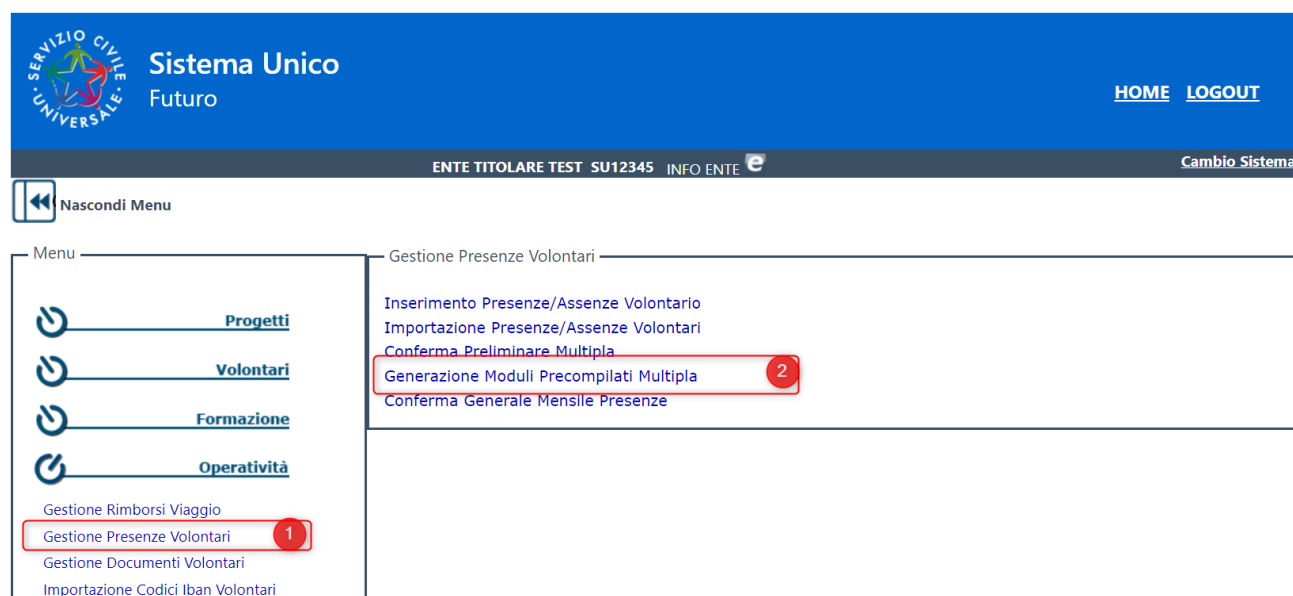 SERVIZIO CIVILE
UNIVERSALE
Sistema Unico
Futuro
HOME LOGOUT
ENTE TITOLARE TEST SU12345 INFO ENTE
Cambio Sistema
Nascondi Menu
Menu
Progetti
Volontari
Formazione
Operatività
Gestione Rimborsi Viaggio
Gestione Presenze Volontari 1
Gestione Documenti Volontari
Importazione Codici Iban Volontari
Gestione Presenze Volontari
Inserimento Presenze/Assenze Volontario
Importazione Presenze/Assenze Volontari
Conferma Preliminare Multipla
Generazione Moduli Precompilati Multipla 2
Conferma Generale Mensile Presenze